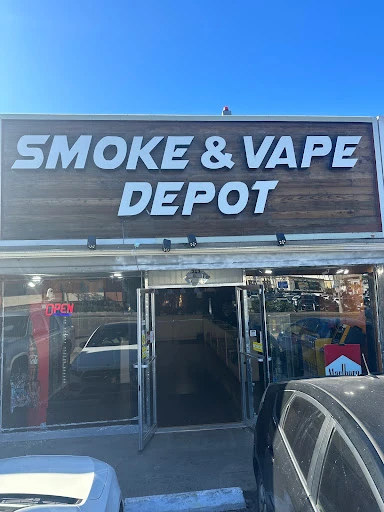 SMOKE & VAPE
DEPOT
OPEN
Marlboro